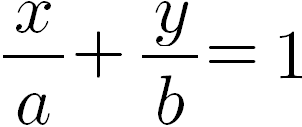 x/a + y/b = 1